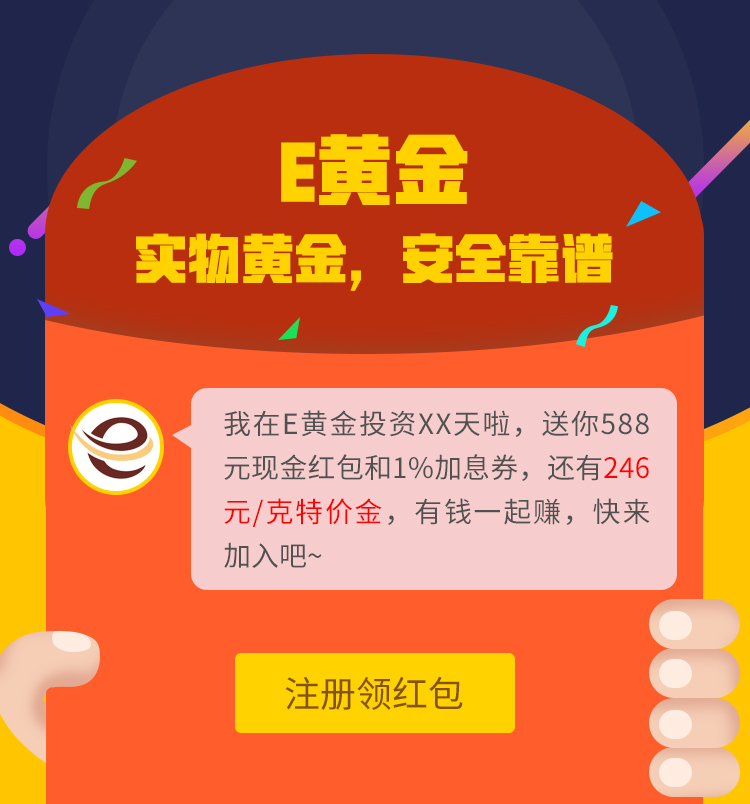 E黄金
实物黄金，安全靠谱
我在E黄金投资XX天啦，送你588
元现金红包和1%加息券，还有246
元/克特价金，有钱一起赚，快来
加入吧~
注册领红包